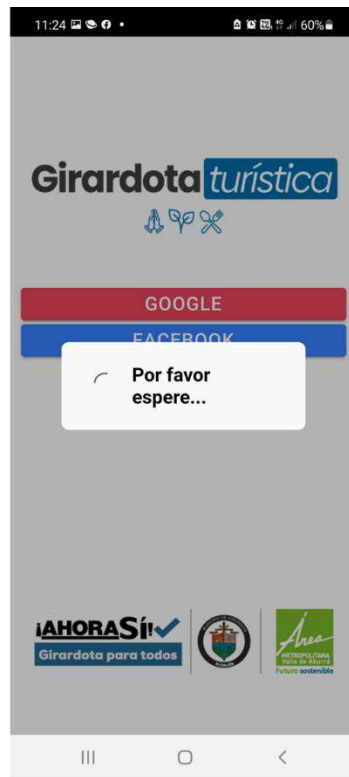 11:24
4G
60%
Girardota turística
GOOGLE
FACEBOOK
Por favor
espere...
¡AHORASÍ!
Girardota para todos
Área
METROPOLITANA
Valle de Aburrá
Futuro sostenible